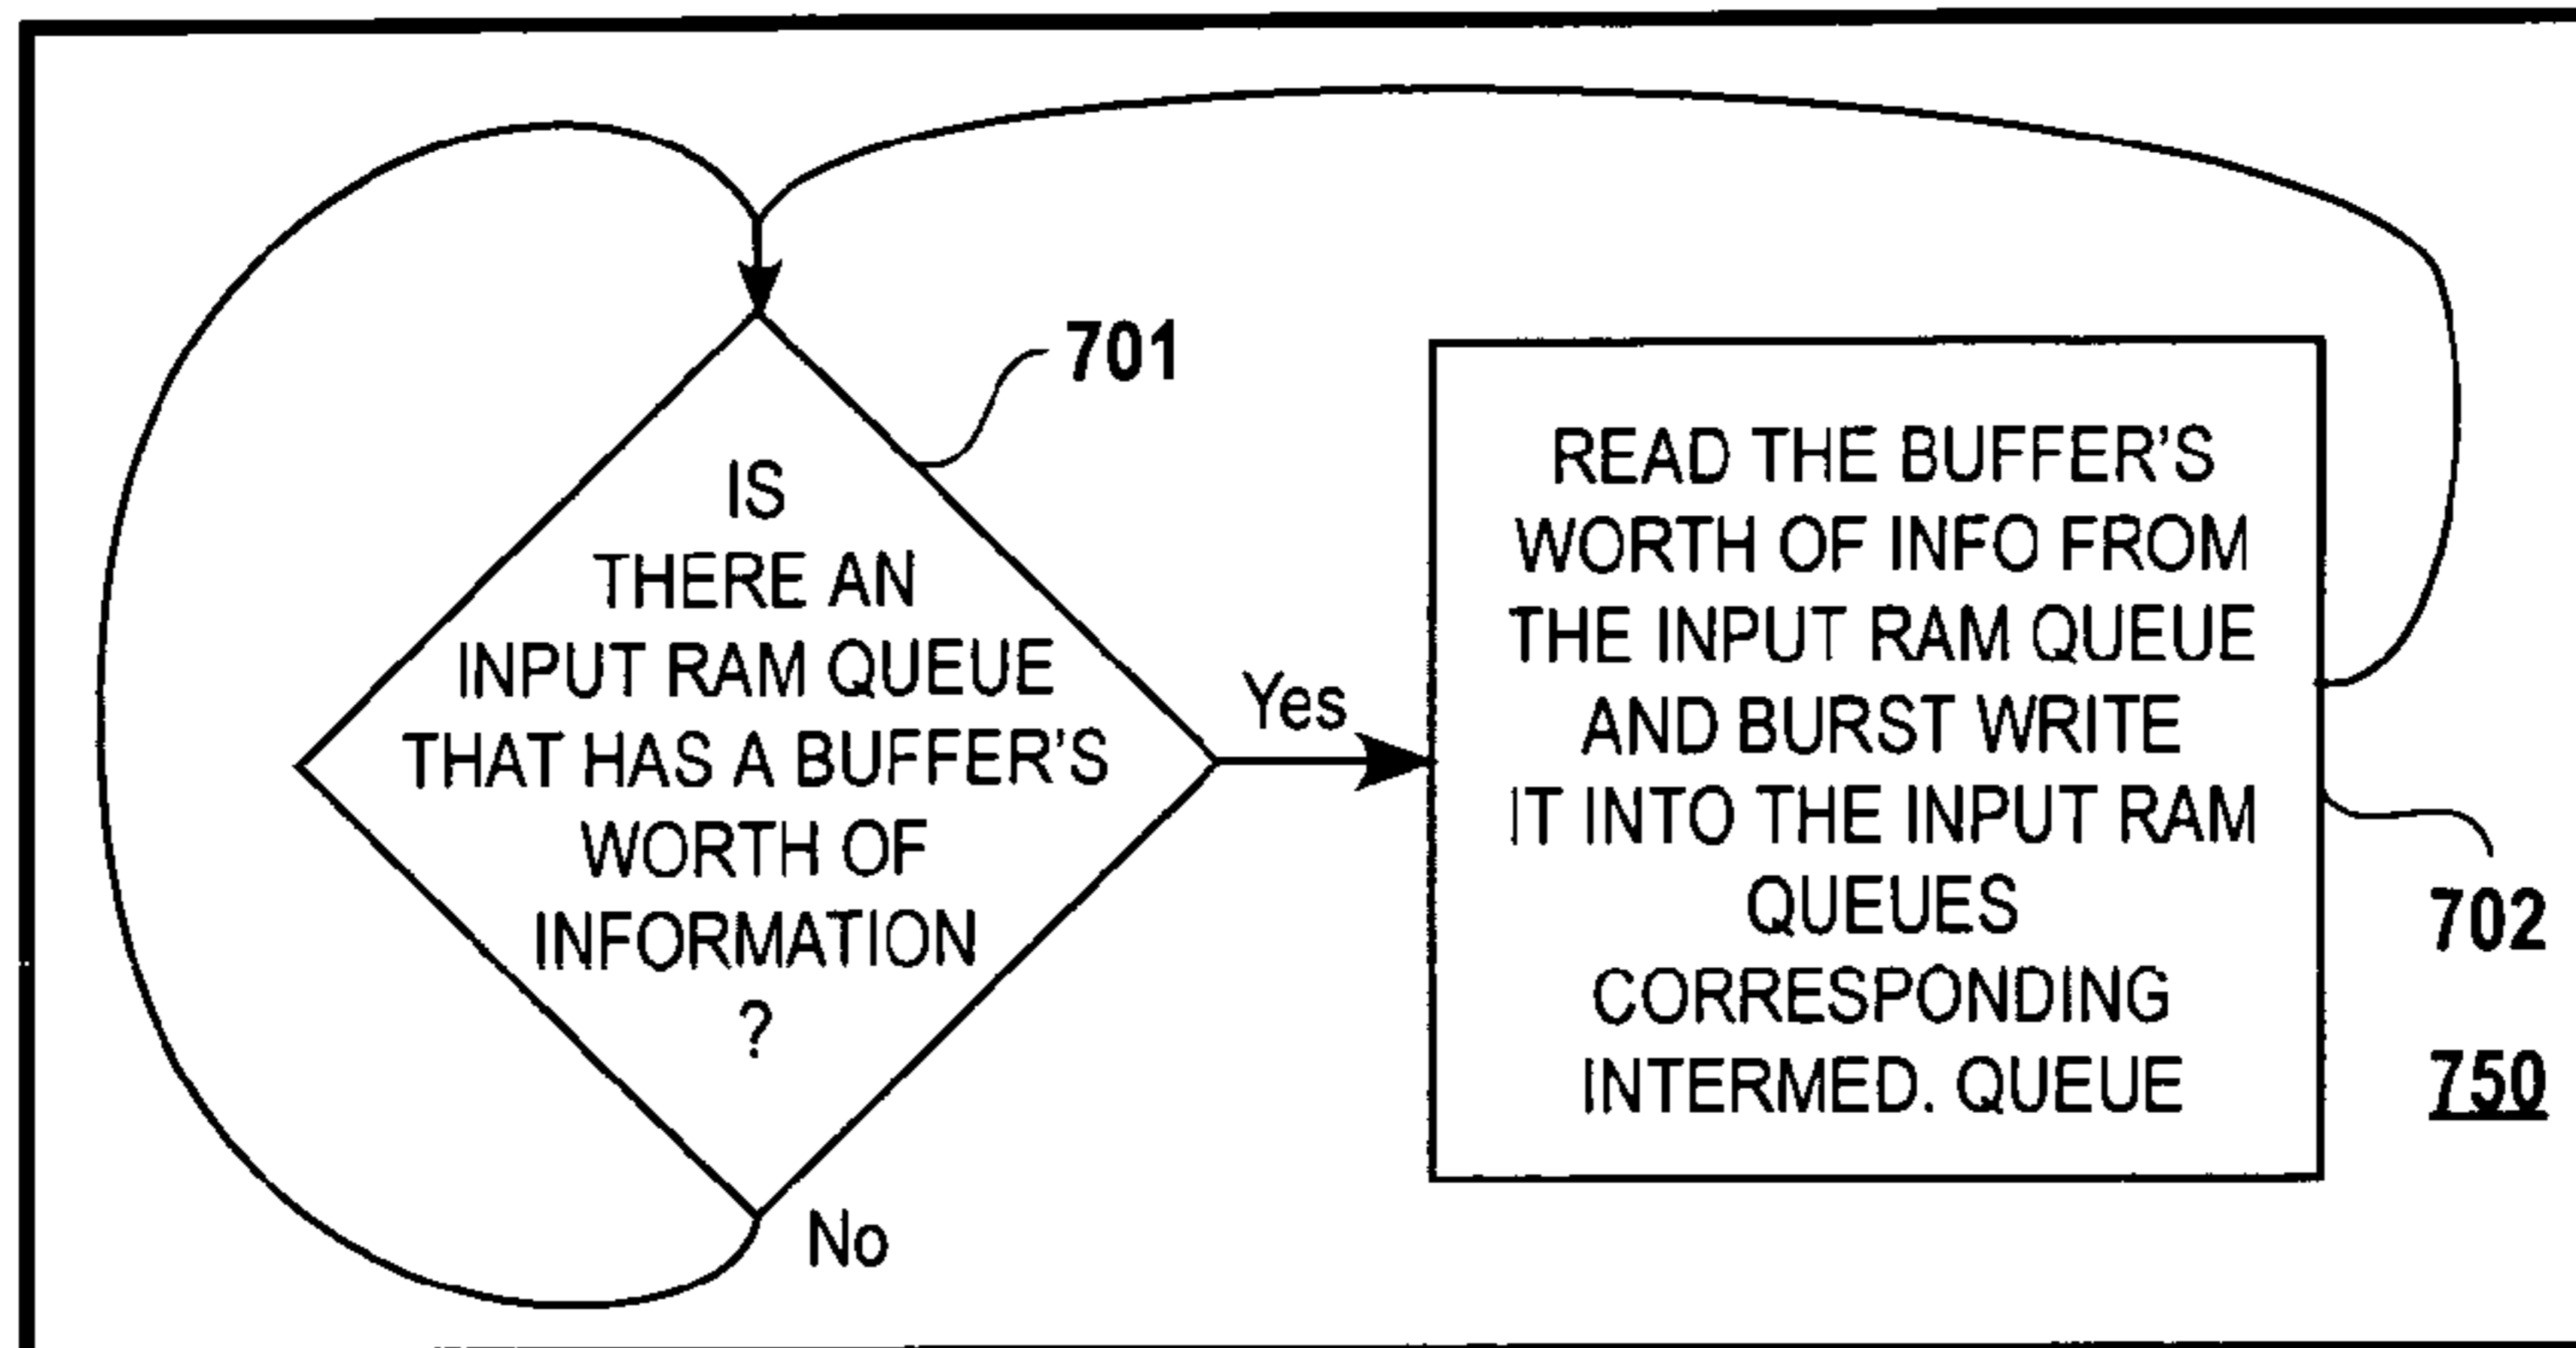 701
IS
THERE AN
INPUT RAM QUEUE
THAT HAS A BUFFER'S
WORTH OF
INFORMATION
?
Yes
No
READ THE BUFFER'S
WORTH OF INFO FROM
THE INPUT RAM QUEUE
AND BURST WRITE
IT INTO THE INPUT RAM
QUEUES
CORRESPONDING
INTERMED. QUEUE
702
750